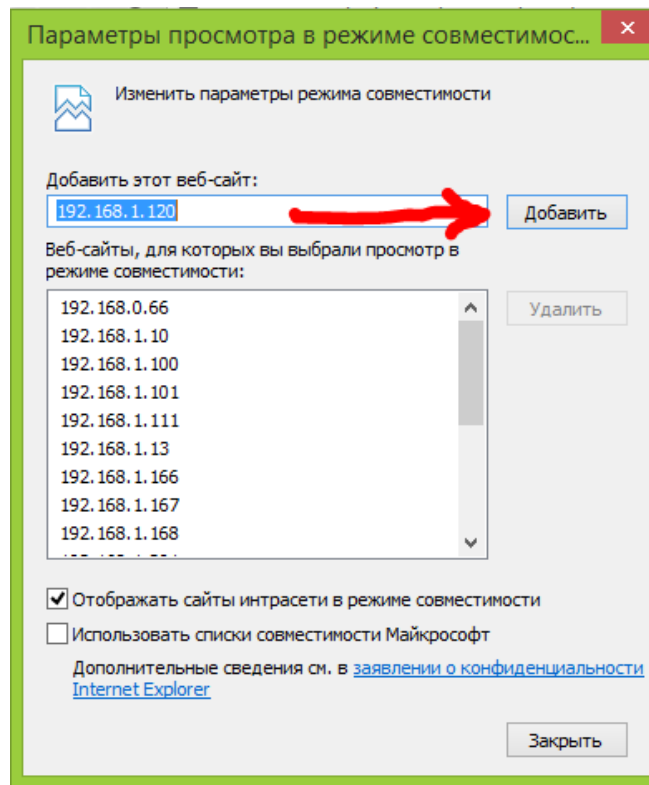 Параметры просмотра в режиме совместимос...
Изменить параметры режима совместимости
Добавить этот веб-сайт:
192.168.1.120
Добавить
Веб-сайты, для которых вы выбрали просмотр в
режиме совместимости:
192.168.0.66
Удалить
192.168.1.10
192.168.1.100
192.168.1.101
192.168.1.111
192.168.1.13
192.168.1.166
192.168.1.167
192.168.1.168
Отображать сайты интрасети в режиме совместимости
Использовать списки совместимости Майкрософт
Дополнительные сведения см. в заявлении о конфиденциальности
Internet Explorer
Закрыть